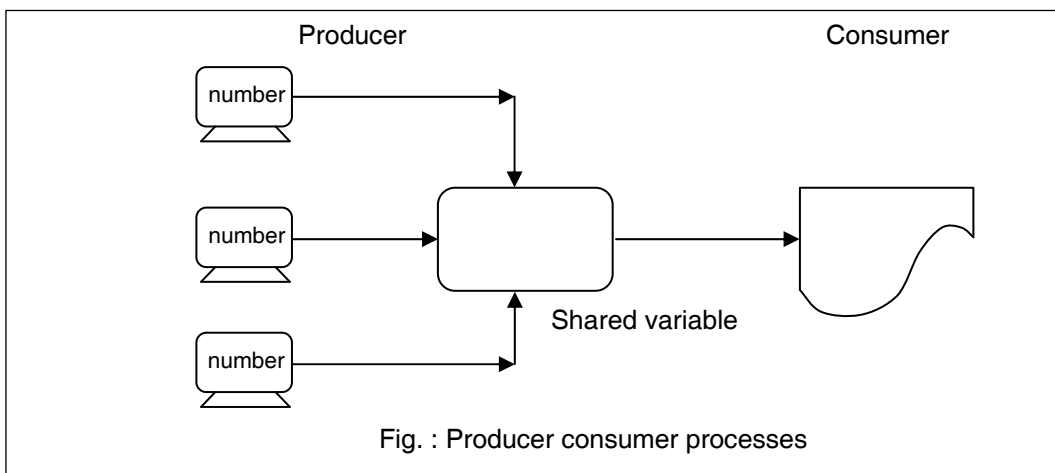 Producer
Consumer
number
number
number
Shared variable
Fig. : Producer consumer processes